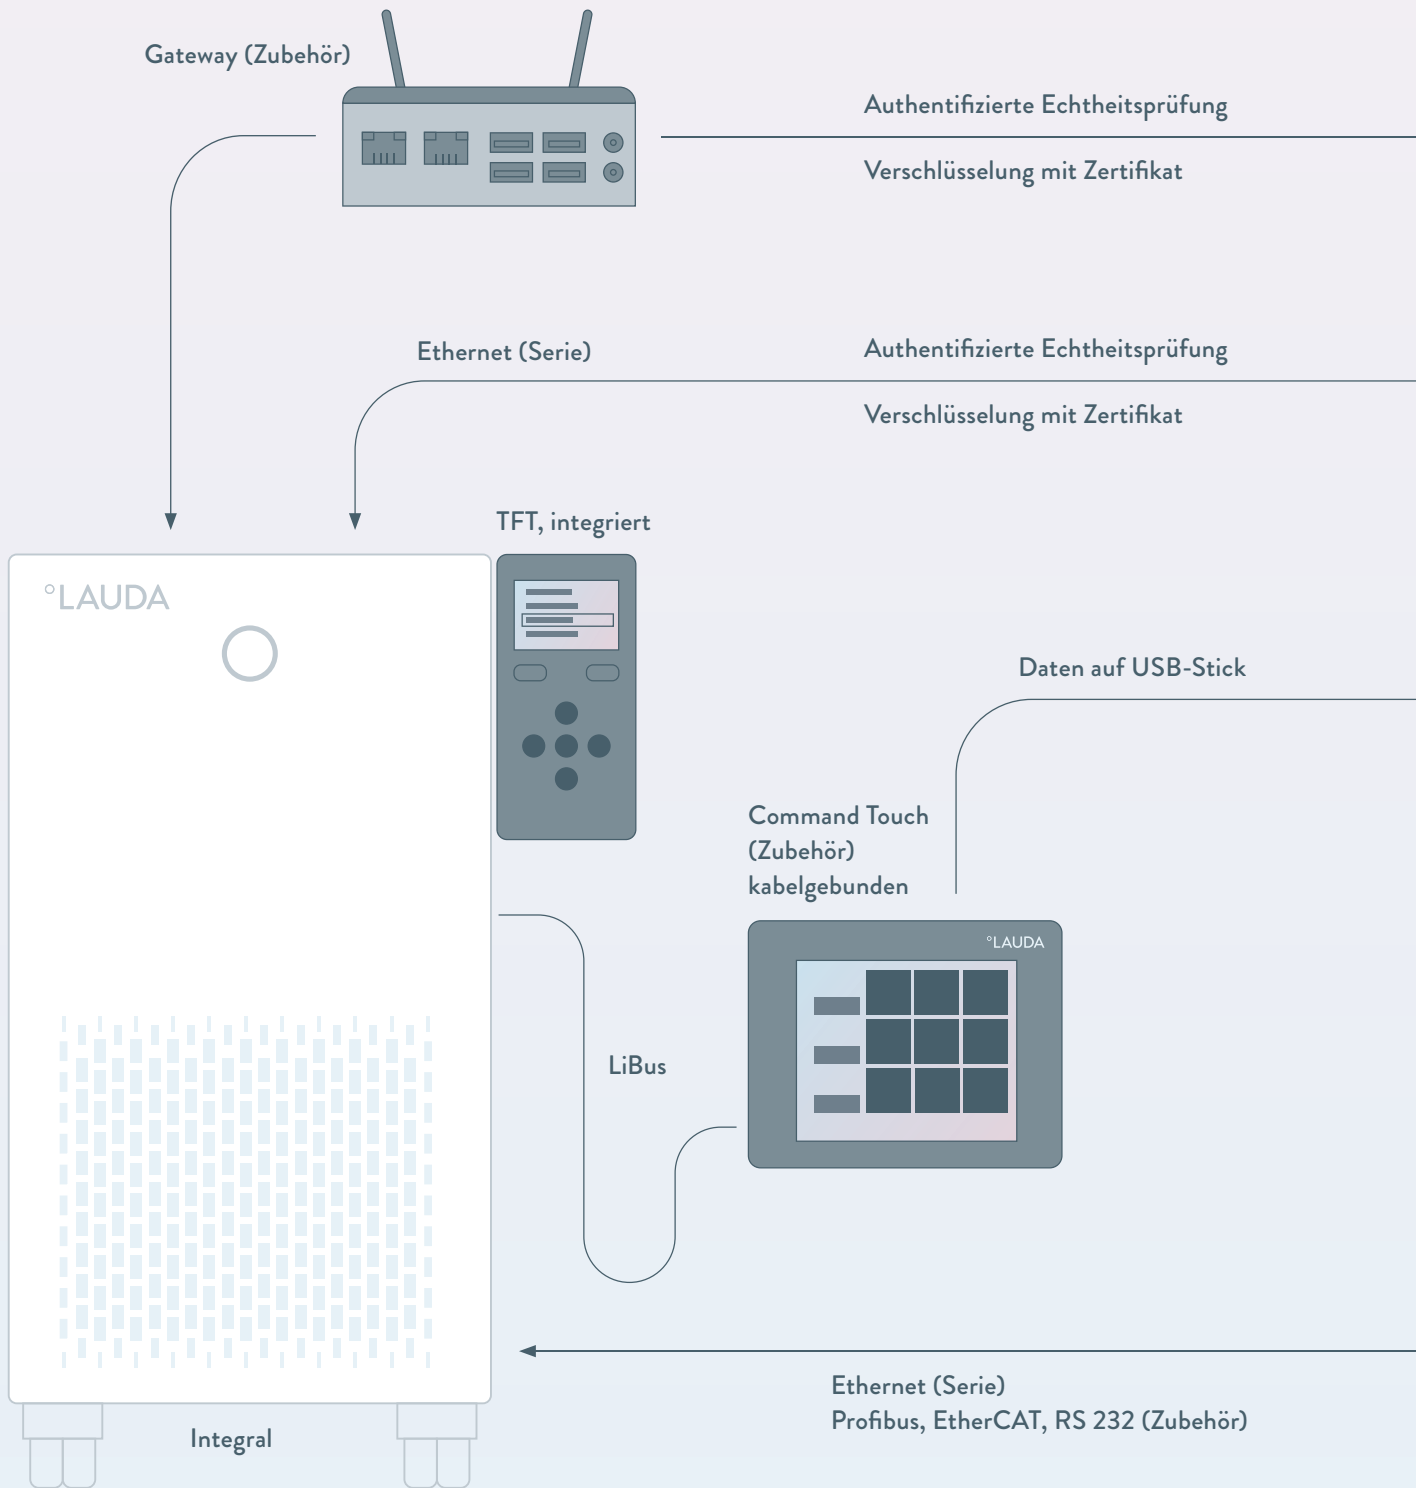 Gateway (Zubehör)
Authentifizierte Echtheitsprüfung
Verschlüsselung mit Zertifikat
Ethernet (Serie)
Authentifizierte Echtheitsprüfung
Verschlüsselung mit Zertifikat
TFT, integriert
°LAUDA
Daten auf USB-Stick
Command Touch
(Zubehör)
kabelgebunden
°LAUDA
LiBus
Ethernet (Serie)
Profibus, EtherCAT, RS 232 (Zubehör)
Integral